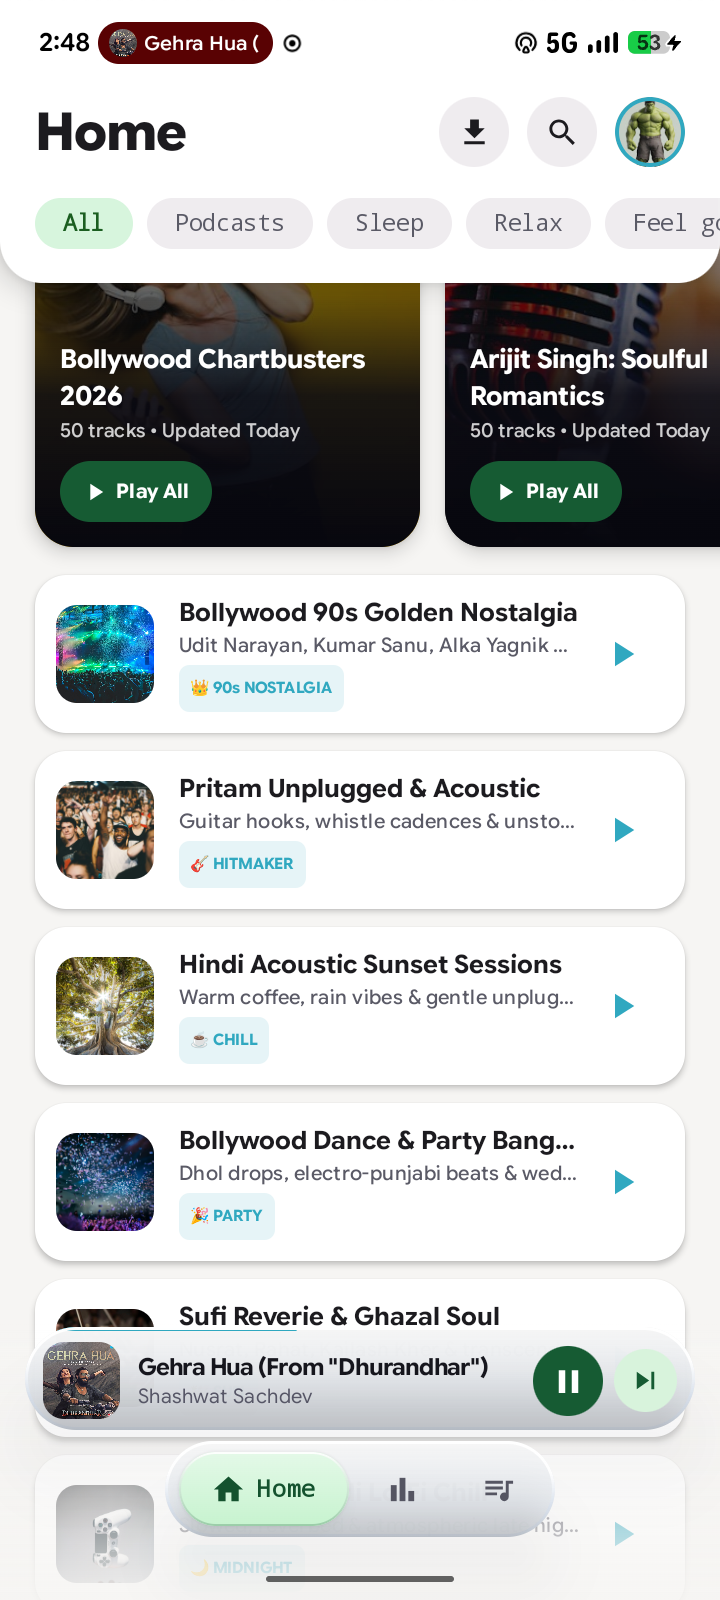 2:48
Gehra Hua (
5G
53
Home
All
Podcasts
Sleep
Relax
Feel go
Bollywood Chartbusters
2026
50 tracks • Updated Today
Play All
Arijit Singh: Soulful
Romantics
50 tracks • Updated Today
Play All
Bollywood 90s Golden Nostalgia
Udit Narayan, Kumar Sanu, Alka Yagnik ...
👑 90s NOSTALGIA
Pritam Unplugged & Acoustic
Guitar hooks, whistle cadences & unsto...
🎸 HITMAKER
Hindi Acoustic Sunset Sessions
Warm coffee, rain vibes & gentle unplug...
☕ CHILL
Bollywood Dance & Party Bang...
Dhol drops, electro-punjabi beats & wed...
🎉 PARTY
Sufi Reverie & Ghazal Soul
GEHRA HUA
Gehra Hua (From "Dhurandhar")
Shashwat Sachdev
Home
🌙 MIDNIGHT